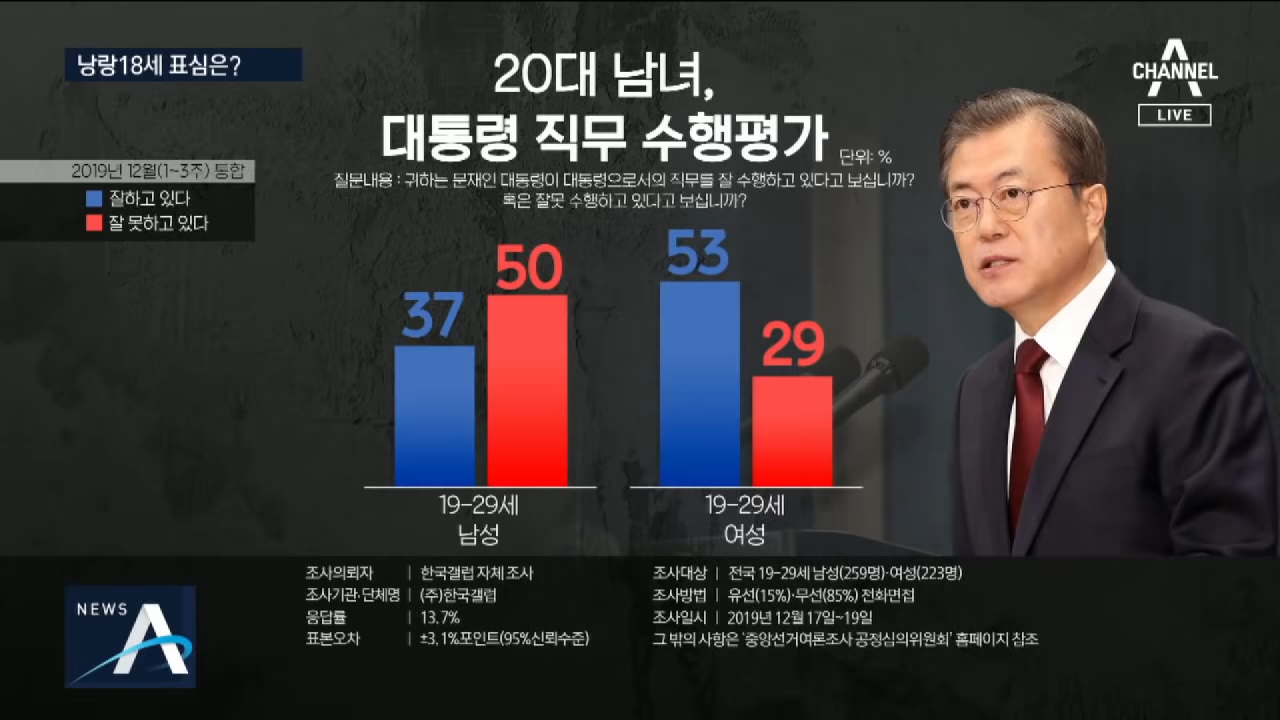 낭랑18세 표심은?
CHANNEL A
LIVE
20대 남녀,
대통령 직무 수행평가
단위: %
질문내용 : 귀하는 문재인 대통령이 대통령으로서의 직무를 잘 수행하고 있다고 보십니까?
혹은 잘못 수행하고 있다고 보십니까?
2019년 12월(1~3주) 통합
잘하고 있다
잘 못하고 있다
37
50
53
29
19-29세
남성
19-29세
여성
조사의뢰자 | 한국갤럽 자체 조사
조사기관·단체명 | (주)한국갤럽
응답률 | 13.7%
표본오차 | ±3.1%포인트(95%신뢰수준)
조사대상 | 전국 19-29세 남성(259명)·여성(223명)
조사방법 | 유선(15%)·무선(85%) 전화면접
조사일시 | 2019년 12월 17일~19일
그 밖의 사항은 '중앙선거여론조사 공정심의위원회' 홈페이지 참조
NEWS A